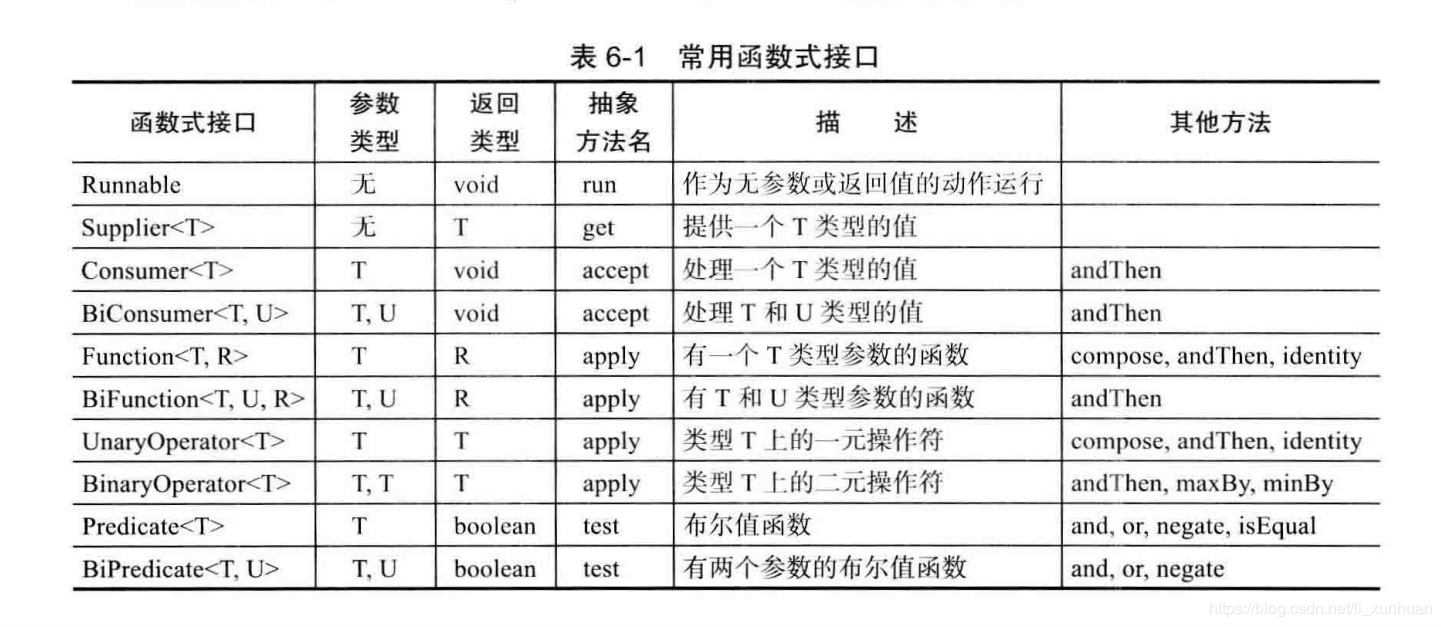 表 6-1 常用函数式接口
函数式接口 参数类型 返回类型 抽象方法名 描 述 其他方法
Runnable 无 void run 作为无参数或返回值的动作运行
Supplier<T> 无 T get 提供一个 T 类型的值
Consumer<T> T void accept 处理一个 T 类型的值 andThen
BiConsumer<T, U> T, U void accept 处理 T 和 U 类型的值 andThen
Function<T, R> T R apply 有一个 T 类型参数的函数 compose, andThen, identity
BiFunction<T, U, R> T, U R apply 有 T 和 U 类型参数的函数 andThen
UnaryOperator<T> T T apply 类型 T 上的一元操作符 compose, andThen, identity
BinaryOperator<T> T, T T apply 类型 T 上的二元操作符 andThen, maxBy, minBy
Predicate<T> T boolean test 布尔值函数 and, or, negate, isEqual
BiPredicate<T, U> T, U boolean test 有两个参数的布尔值函数 and, or, negate
https://blog.csdn.net/ll_xunhuan